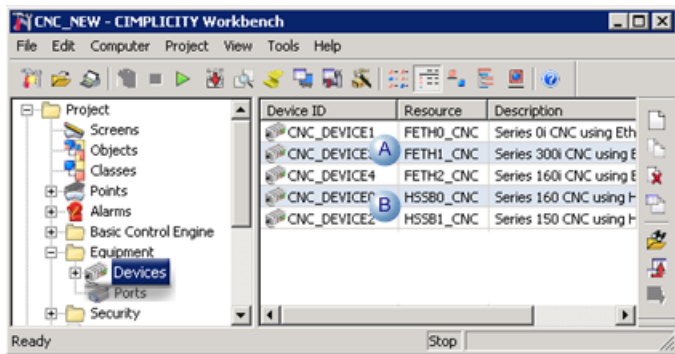 CNC_NEW - CIMPLICITY Workbench
File Edit Computer Project View Tools Help
Project
Screens
Objects
Classes
Points
Alarms
Basic Control Engine
Equipment
Devices
Ports
Security
Device ID Resource Description
CNC_DEVICE1 FETH0_CNC Series 0i CNC using Eth
CNC_DEVICE3 A FETH1_CNC Series 300i CNC using E
CNC_DEVICE4 FETH2_CNC Series 160i CNC using E
CNC_DEVICE0 B HSSB0_CNC Series 160 CNC using H
CNC_DEVICE2 HSSB1_CNC Series 150 CNC using H
Ready Stop